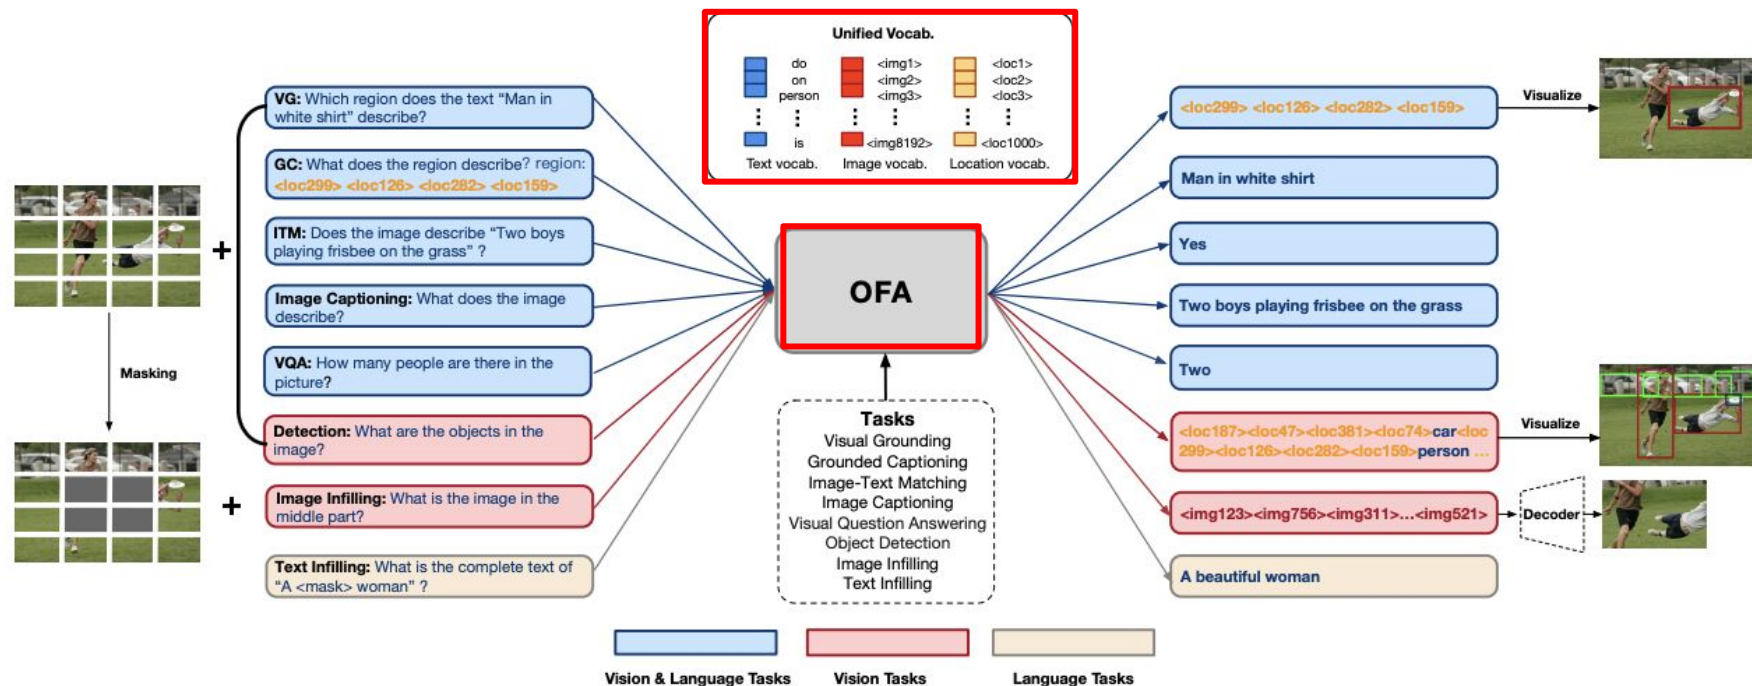 Unified Vocab.
do
on
person
is
Text vocab.
<img1>
<img2>
<img3>
<img8192>
Image vocab.
<loc1>
<loc2>
<loc3>
<loc1000>
Location vocab.
Masking
+
+
VG: Which region does the text “Man in
white shirt” describe?
GC: What does the region describe? region:
<loc299> <loc126> <loc282> <loc159>
ITM: Does the image describe “Two boys
playing frisbee on the grass” ?
Image Captioning: What does the image
describe?
VQA: How many people are there in the
picture?
Detection: What are the objects in the
image?
Image Infilling: What is the image in the
middle part?
Text Infilling: What is the complete text of
“A <mask> woman” ?
OFA
Tasks
Visual Grounding
Grounded Captioning
Image-Text Matching
Image Captioning
Visual Question Answering
Object Detection
Image Infilling
Text Infilling
<loc299> <loc126> <loc282> <loc159>
Visualize
Man in white shirt
Yes
Two boys playing frisbee on the grass
Two
<loc187><loc47><loc381><loc74>car<loc
299><loc126><loc282><loc159>person ...
Visualize
<img123><img756><img311>...<img521>
Decoder
A beautiful woman
Vision & Language Tasks
Vision Tasks
Language Tasks